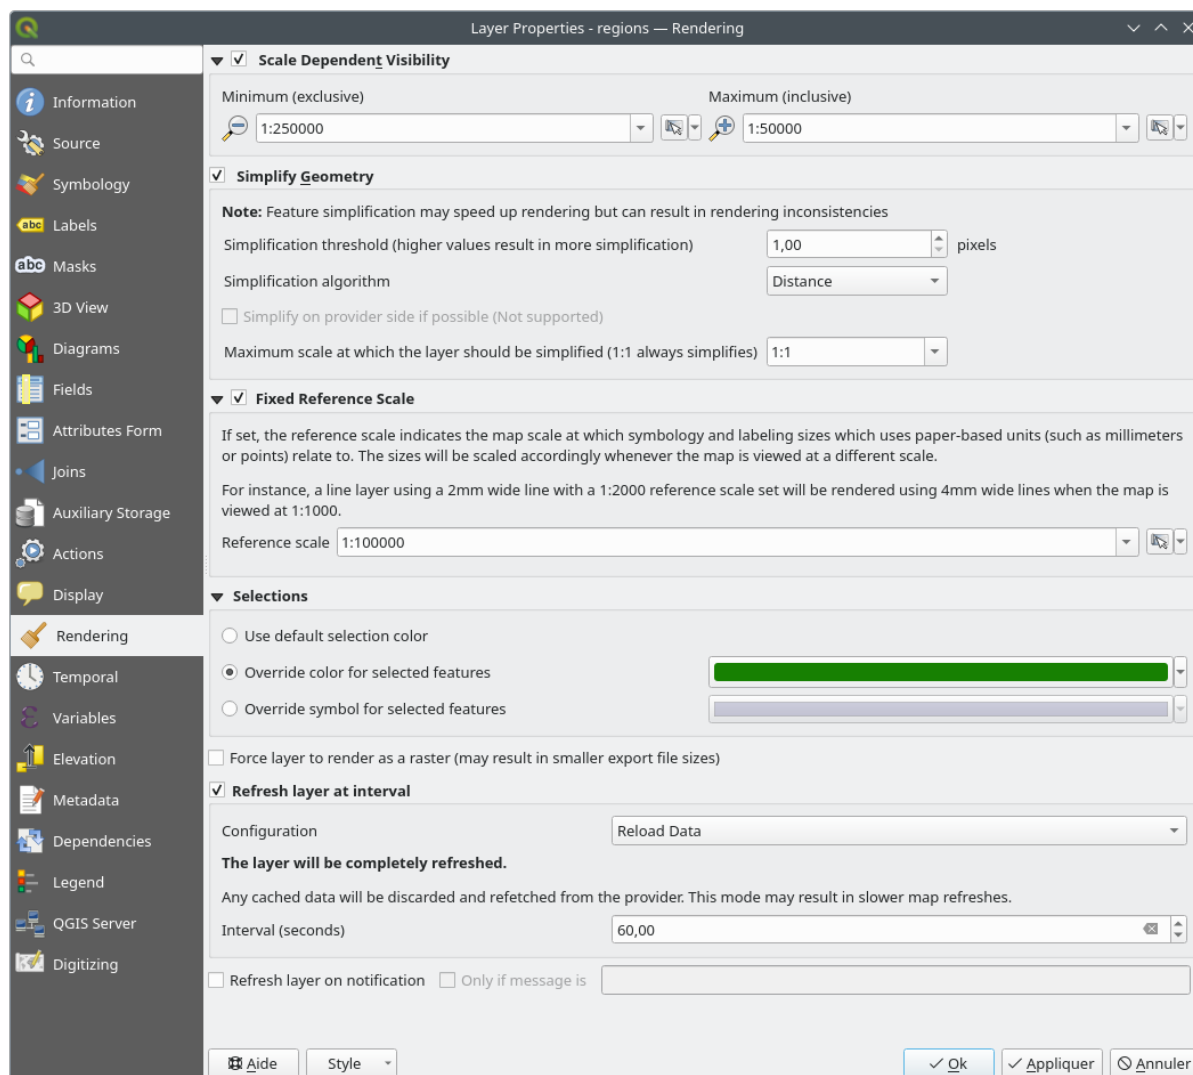 Layer Properties - regions — Rendering
Information
Source
Symbology
abc Labels
abc Masks
3D View
Diagrams
Fields
Attributes Form
Joins
Auxiliary Storage
Actions
Display
Rendering
Temporal
Variables
Elevation
Metadata
Dependencies
Legend
QGIS Server
Digitizing
Scale Dependent Visibility
Minimum (exclusive) Maximum (inclusive)
1:250000 1:50000
Simplify Geometry
Note: Feature simplification may speed up rendering but can result in rendering inconsistencies
Simplification threshold (higher values result in more simplification) 1,00 pixels
Simplification algorithm Distance
Simplify on provider side if possible (Not supported)
Maximum scale at which the layer should be simplified (1:1 always simplifies) 1:1
Fixed Reference Scale
If set, the reference scale indicates the map scale at which symbology and labeling sizes which uses paper-based units (such as millimeters
or points) relate to. The sizes will be scaled accordingly whenever the map is viewed at a different scale.
For instance, a line layer using a 2mm wide line with a 1:2000 reference scale set will be rendered using 4mm wide lines when the map is
viewed at 1:1000.
Reference scale 1:100000
Selections
Use default selection color
Override color for selected features
Override symbol for selected features
Force layer to render as a raster (may result in smaller export file sizes)
Refresh layer at interval
Configuration Reload Data
The layer will be completely refreshed.
Any cached data will be discarded and refetched from the provider. This mode may result in slower map refreshes.
Interval (seconds) 60,00
Refresh layer on notification Only if message is
Aide Style Ok Appliquer Annuler